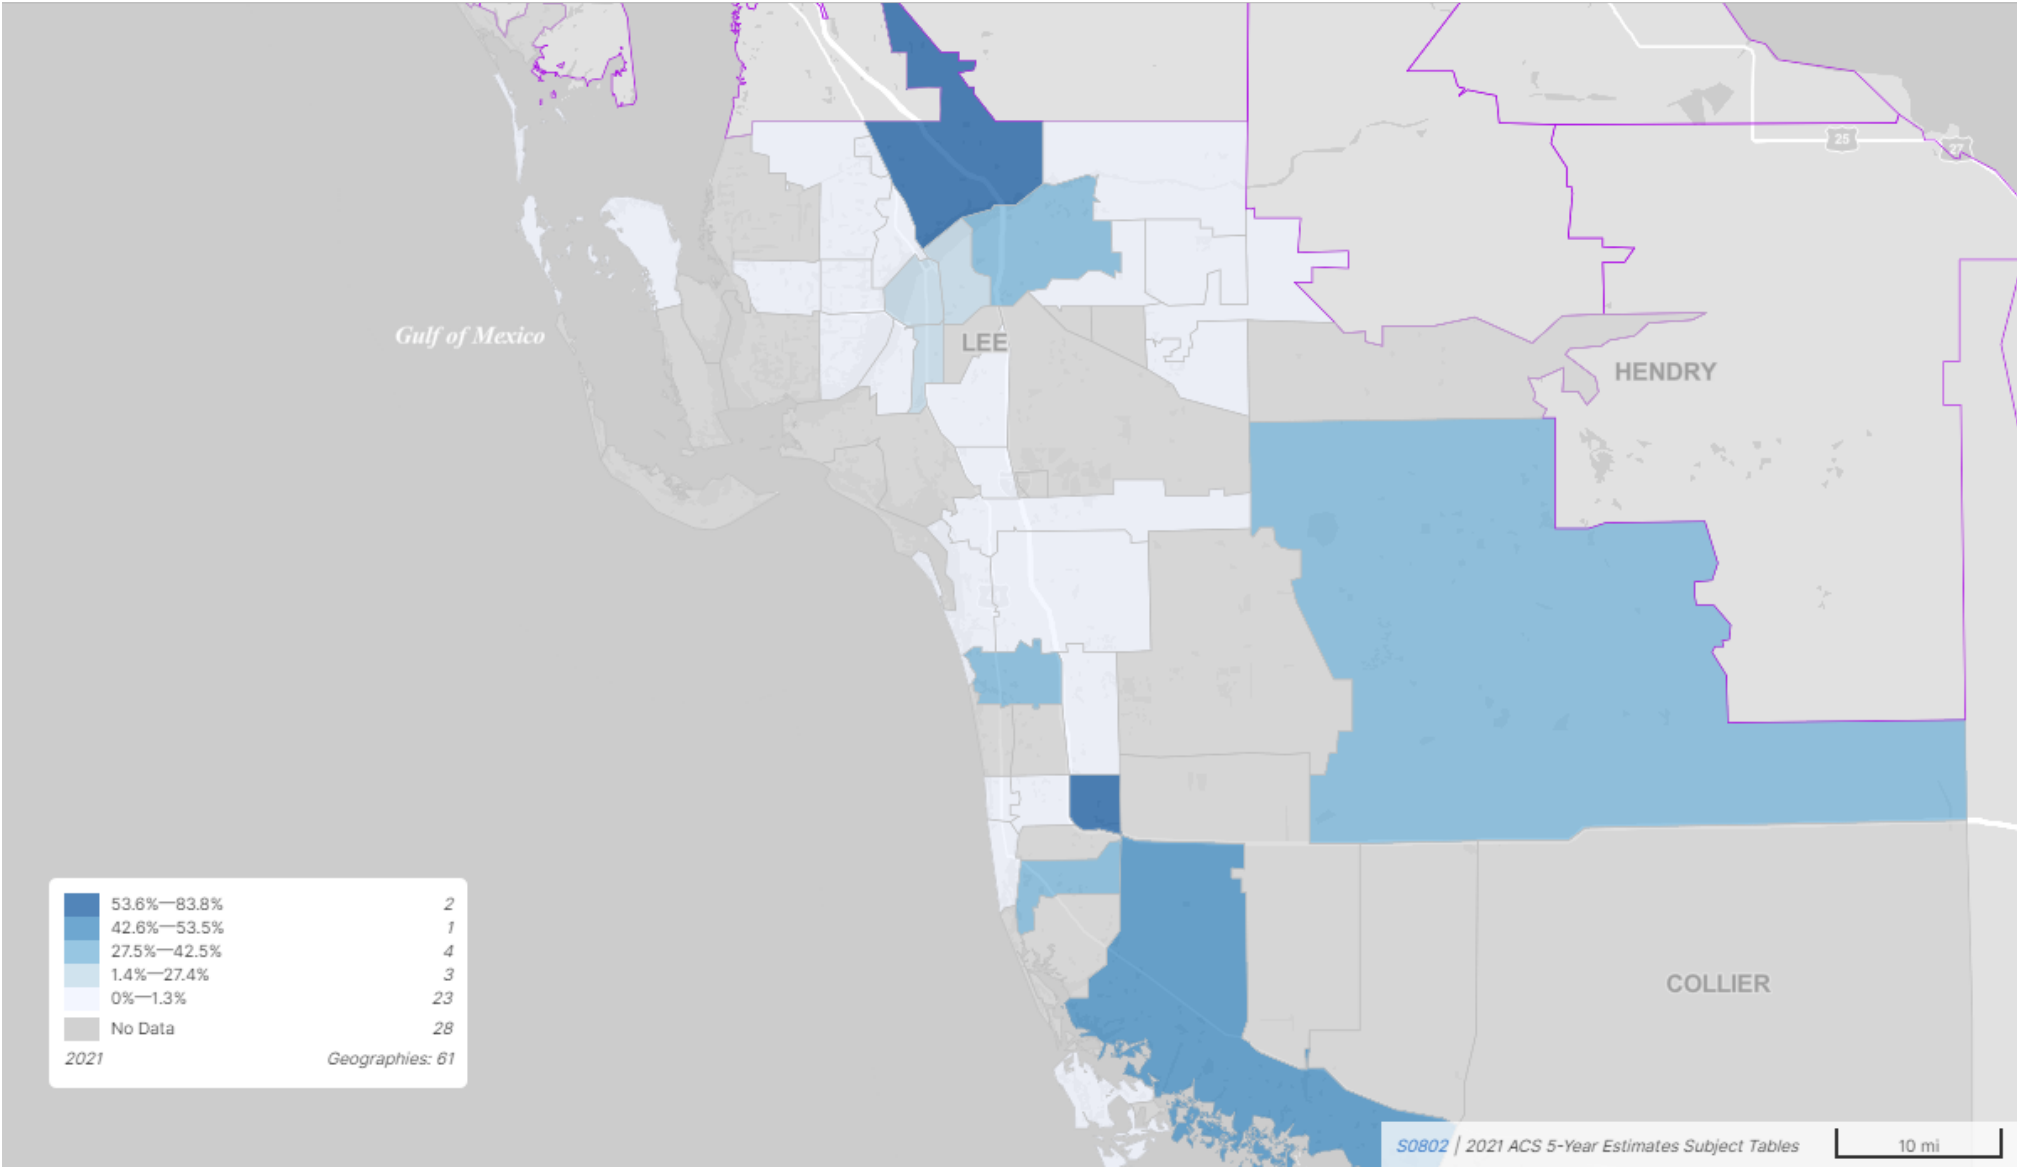 25
27
Gulf of Mexico
LEE
HENDRY
53.6%—83.8% 2
42.6%—53.5% 1
27.5%—42.5% 4
1.4%—27.4% 3
0%—1.3% 23
No Data 28
2021 Geographies: 61
COLLIER
S0802 | 2021 ACS 5-Year Estimates Subject Tables
10 mi